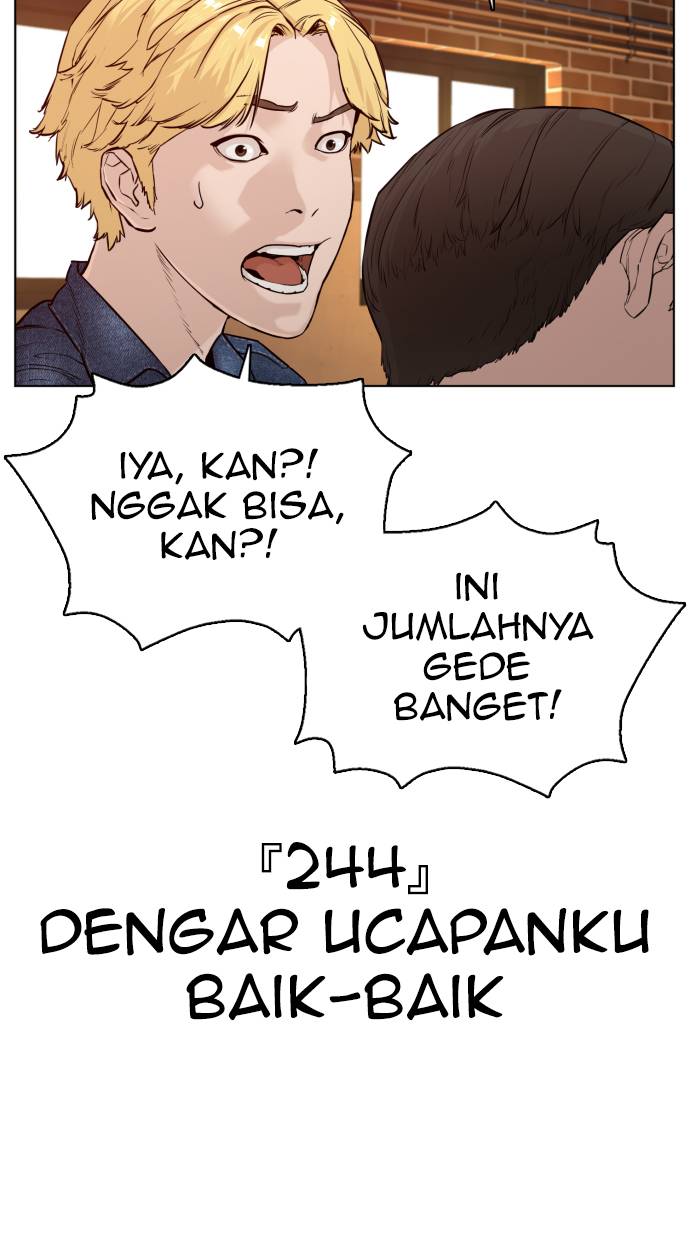 IYA, KAN?!
NGGAK BISA,
KAN?!
INI
JUMLAHNYA
GEDE
BANGET!
『244』
DENGAR UCAPANKU
BAIK-BAIK